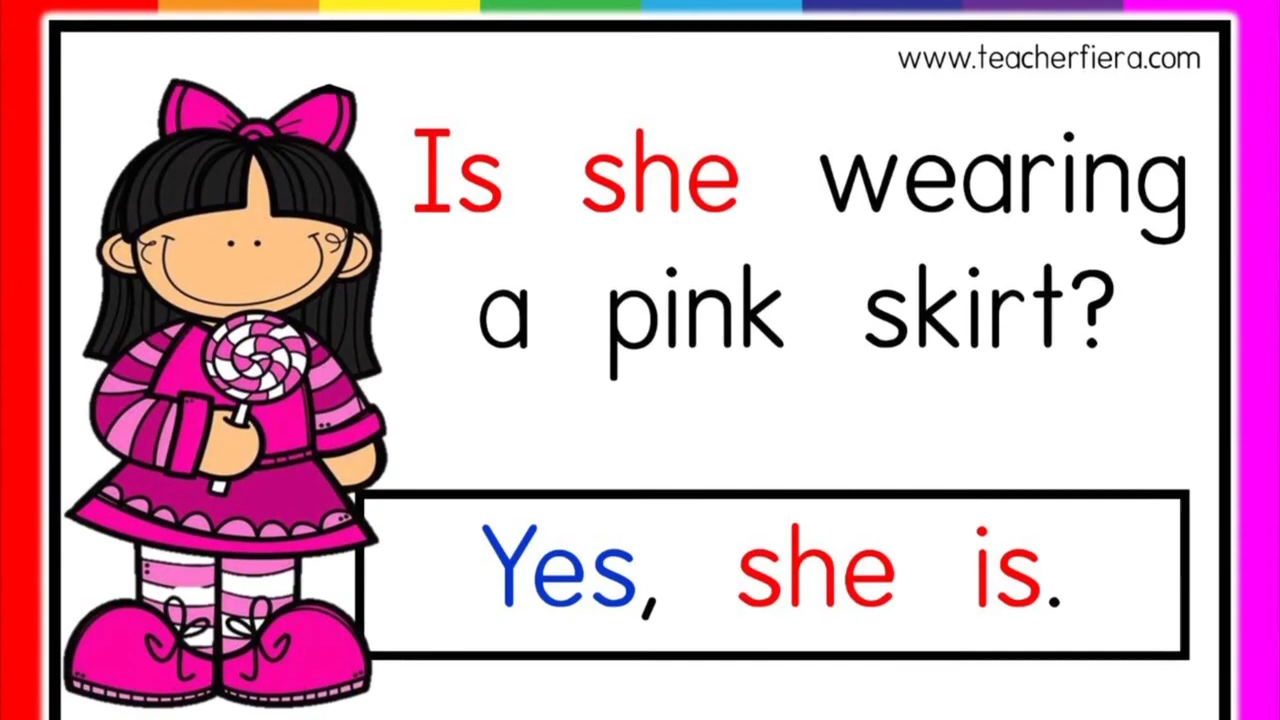 www.teacherfiera.com
Is she wearing
a pink skirt?
Yes, she is.